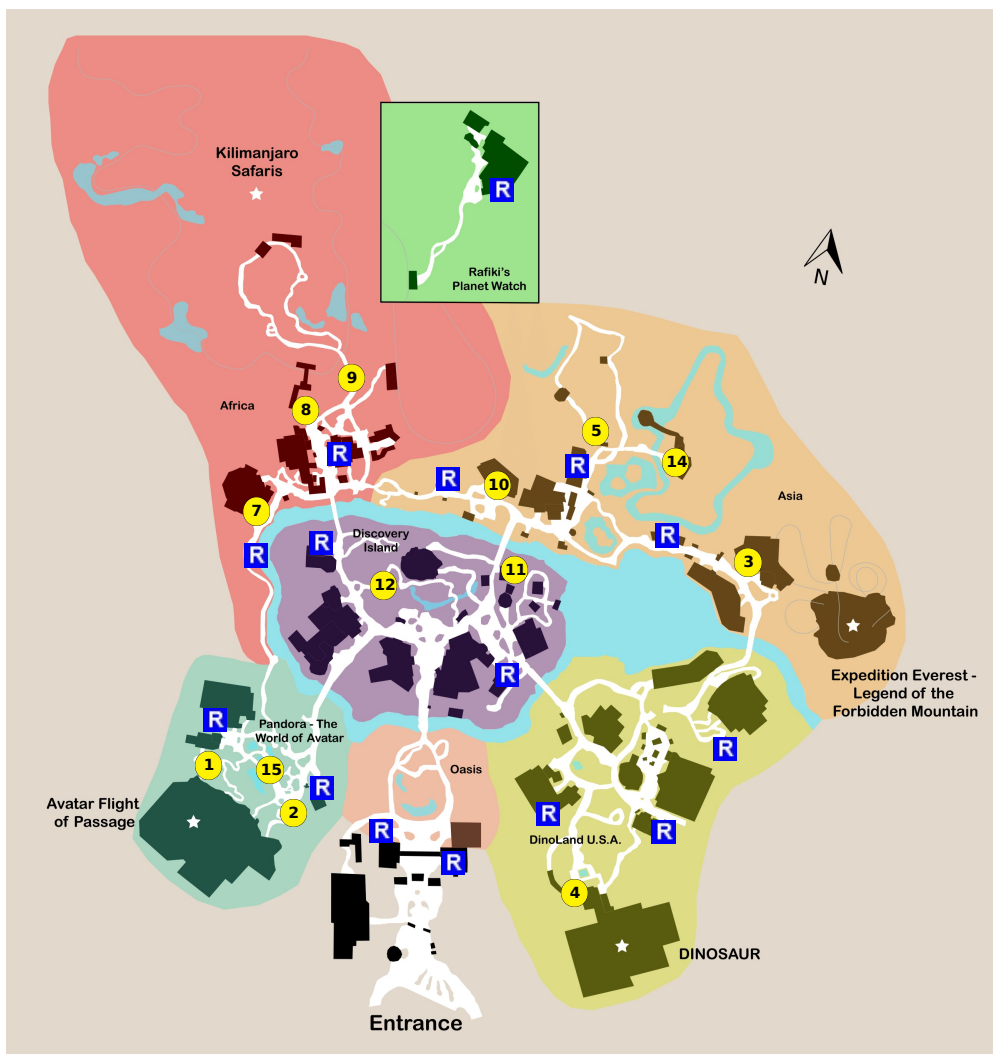 Kilimanjaro
Safaris
R
Rafiki's
Planet Watch
N
9
Africa
8
5
R
R
14
R
10
Asia
7
R
Discovery
Island
R
R
3
11
12
R
Expedition Everest -
Legend of the
Forbidden Mountain
R
Pandora - The
World of Avatar
R
1
15
Oasis
R
Avatar Flight
of Passage
2
R
R
DinoLand U.S.A.
R
R
4
DINOSAUR
Entrance